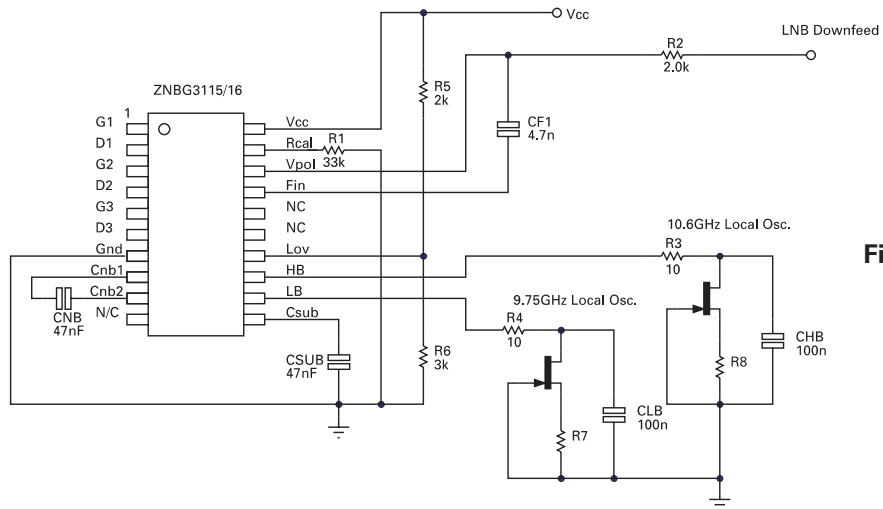 Vcc
LNB Downfeed
R2
2.0k
R5
2k
ZNBG3115/16
CF1
4.7n
1
G1
D1
G2
D2
G3
D3
Gnd
Cnb1
Cnb2
N/C
Vcc
Rcal
Vpol
Fin
NC
NC
Lov
HB
LB
Csub
R1
33k
CNB
47nF
CSUB
47nF
R6
3k
10.6GHz Local Osc.
R3
10
R8
CHB
100n
9.75GHz Local Osc.
R4
10
R7
CLB
100n
Fi